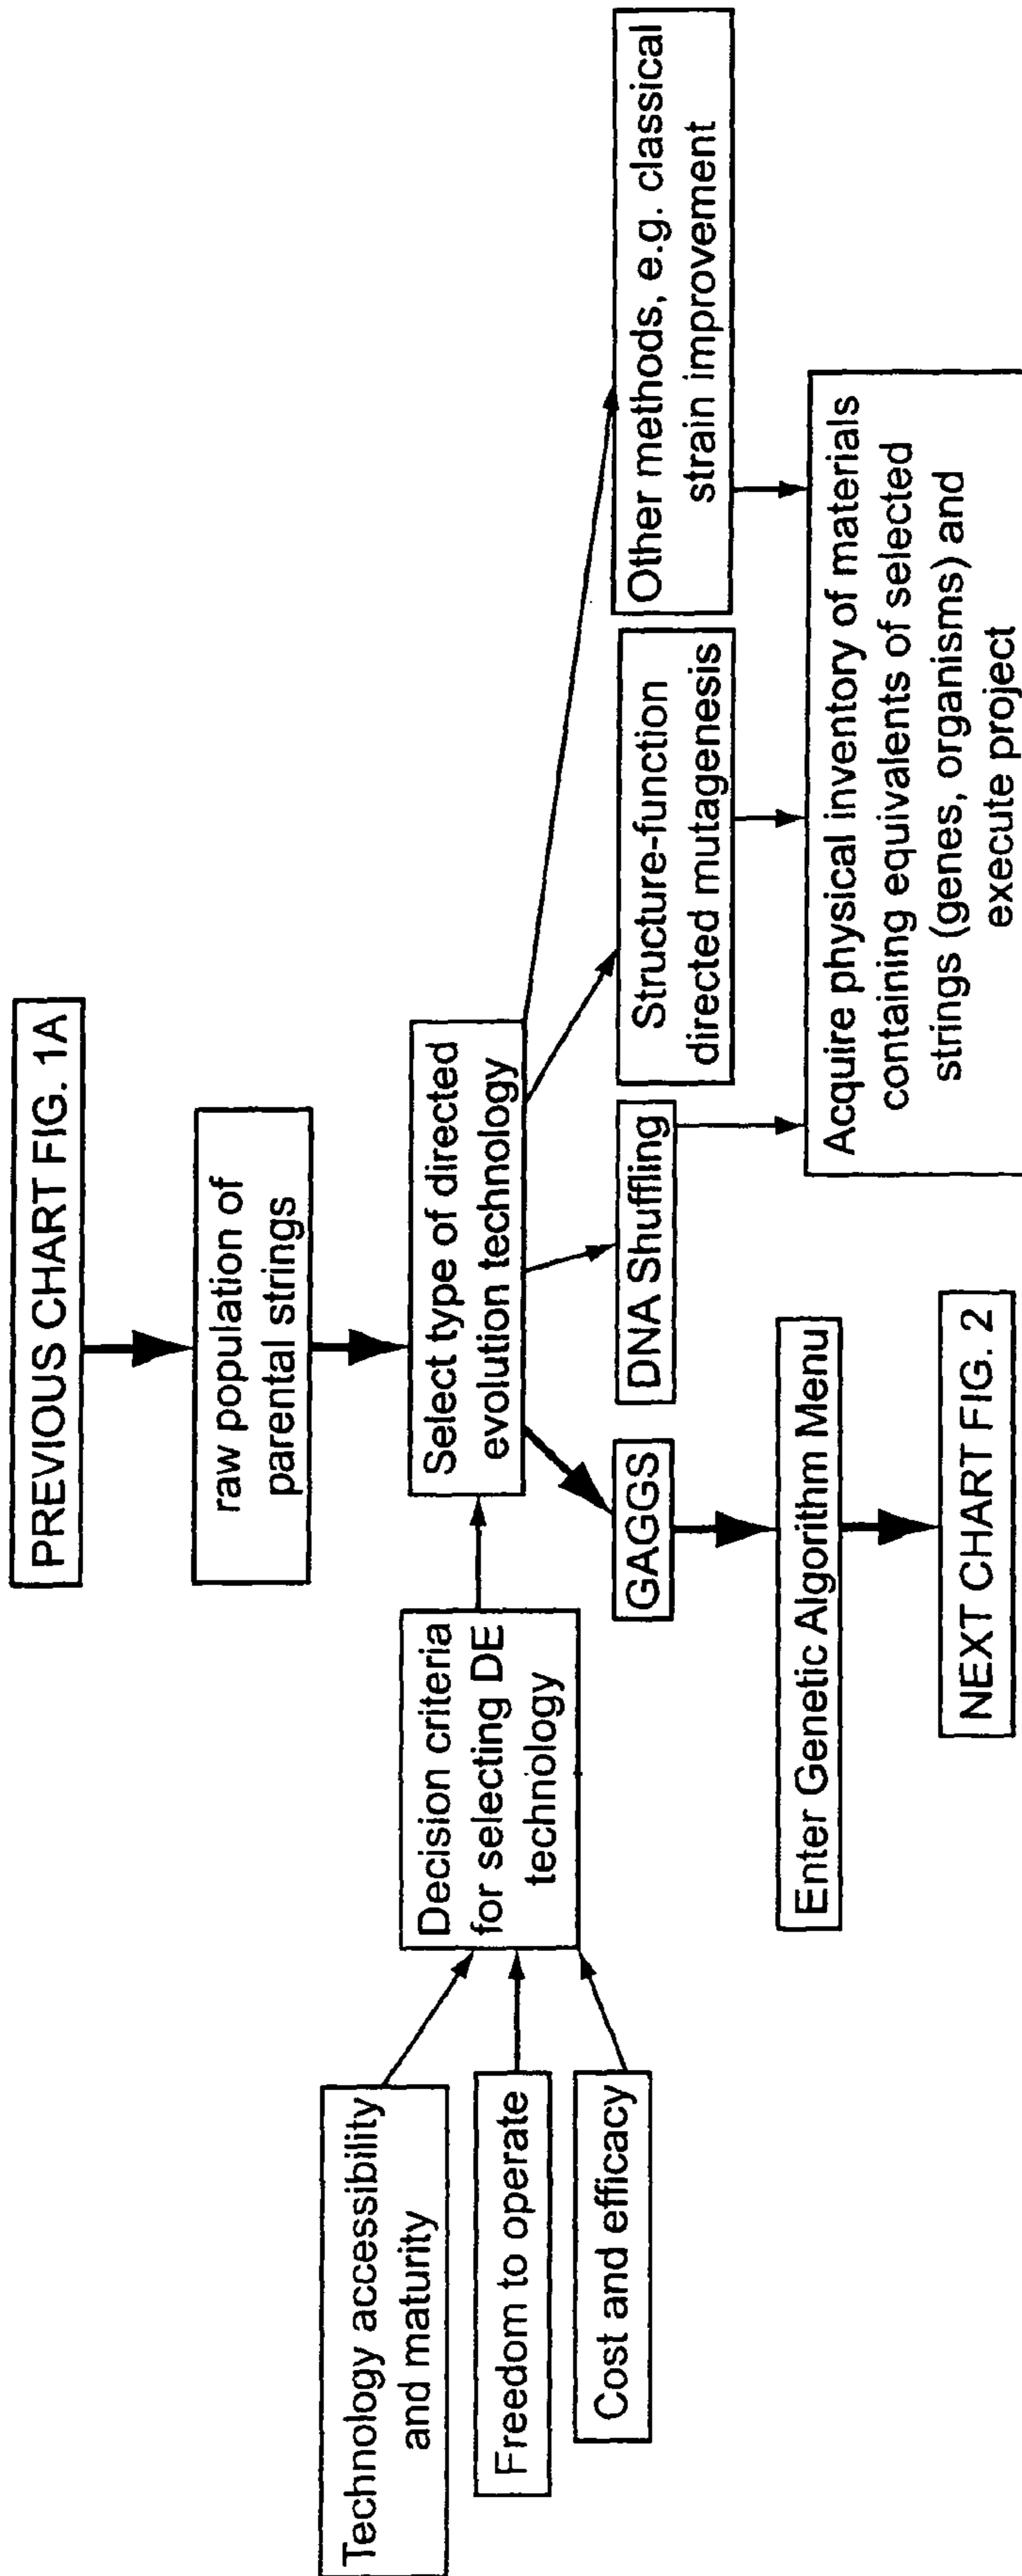 PREVIOUS CHART FIG. 1A
raw population of
parental strings
Technology accessibility
and maturity
Freedom to operate
Cost and efficacy
Decision criteria
for selecting DE
technology
Select type of directed
evolution technology
GAGGS
DNA Shuffling
Structure-function
directed mutagenesis
Other methods, e.g. classical
strain improvement
Enter Genetic Algorithm Menu
Acquire physical inventory of materials
containing equivalents of selected
strings (genes, organisms) and
execute project
NEXT CHART FIG. 2